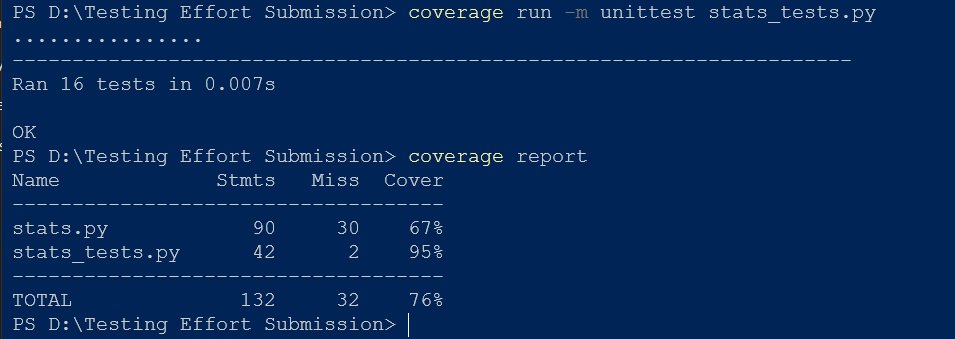 PS D:\Testing Effort Submission> coverage run -m unittest stats_tests.py
................
----------------------------------------------------------------------
Ran 16 tests in 0.007s
OK
PS D:\Testing Effort Submission> coverage report
Name             Stmts   Miss  Cover
------------------------------------
stats.py            90     30    67%
stats_tests.py      42      2    95%
------------------------------------
TOTAL              132     32    76%
PS D:\Testing Effort Submission>